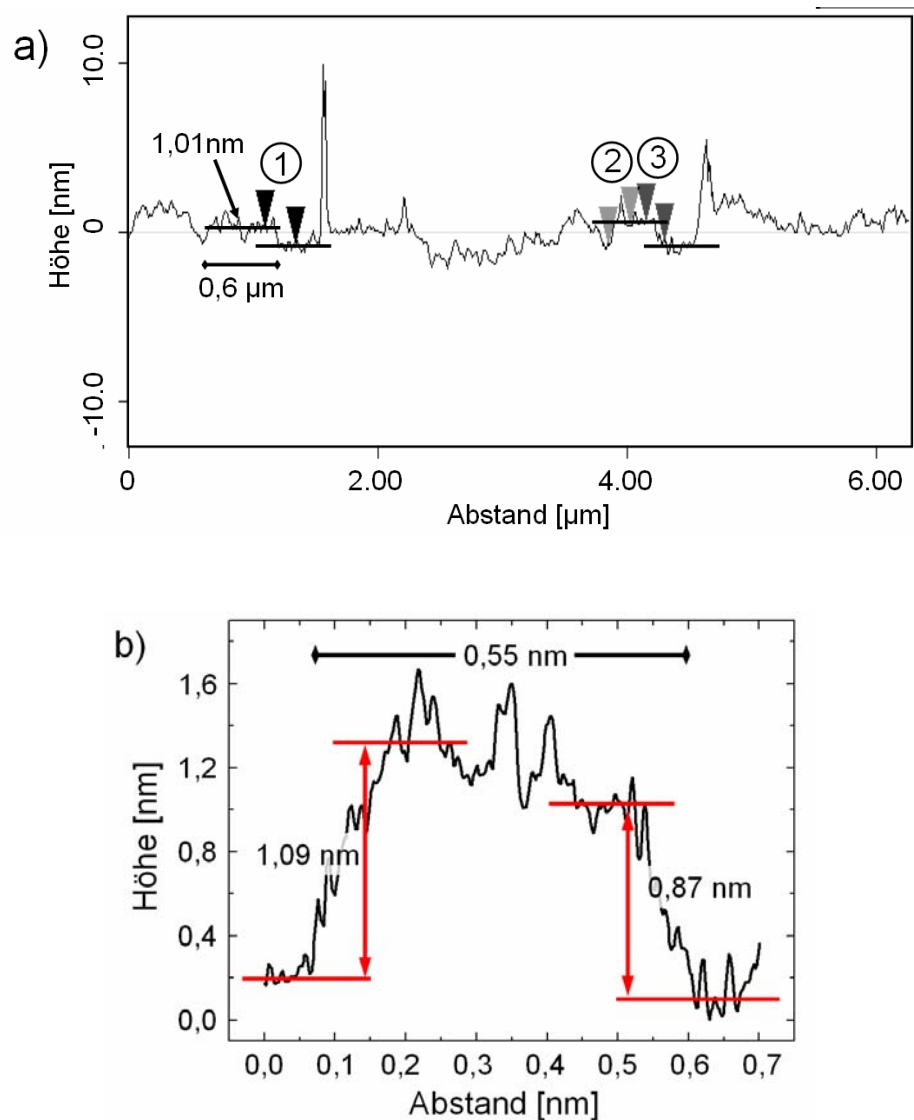 a)
Höhe [nm]
10.0
0
-10.0
1,01nm
1
2
3
0,6 µm
0
2.00
4.00
6.00
Abstand [µm]
b)
Höhe [nm]
1,6
1,2
0,8
0,4
0,0
0,55 nm
1,09 nm
0,87 nm
0,0 0,1 0,2 0,3 0,4 0,5 0,6 0,7
Abstand [nm]